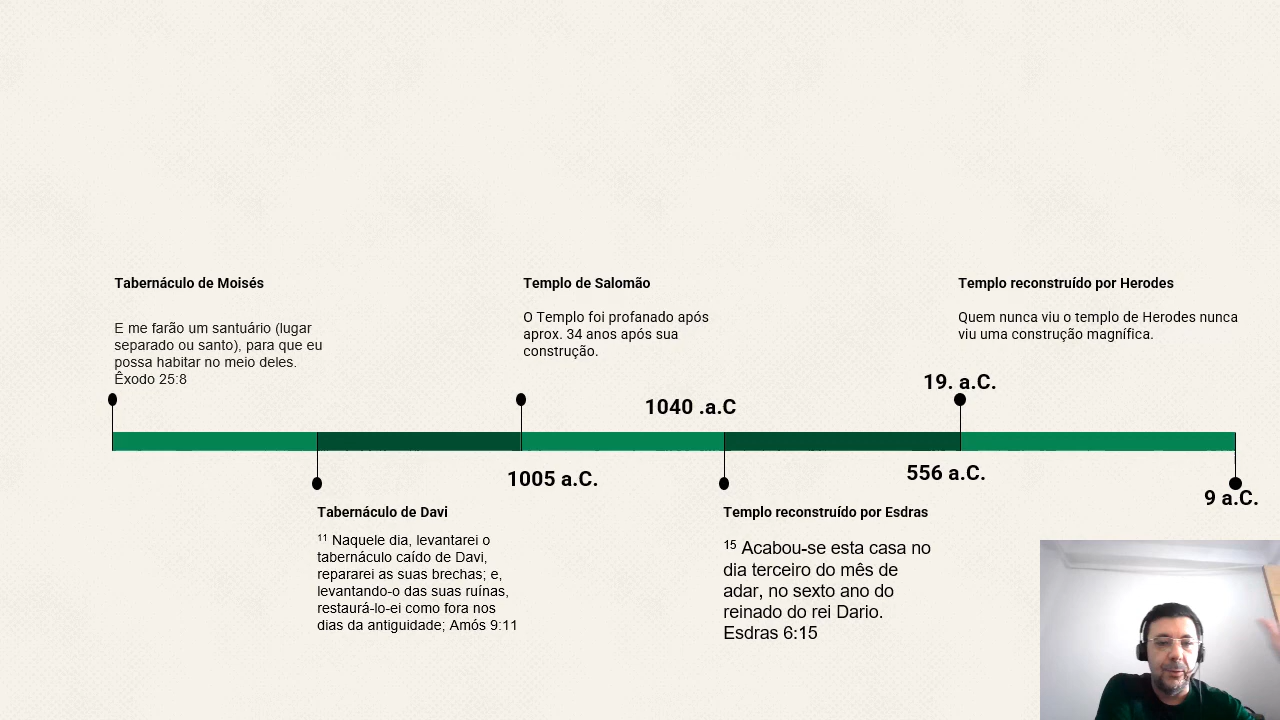 Tabernáculo de Moisés
E me farão um santuário (lugar
separado ou santo), para que eu
possa habitar no meio deles.
Êxodo 25:8
Templo de Salomão
O Templo foi profanado após
aprox. 34 anos após sua
construção.
Templo reconstruído por Herodes
Quem nunca viu o templo de Herodes nunca
viu uma construção magnífica.
19. a.C.
1040 .a.C
1005 a.C.
556 a.C.
9 a.C.
Tabernáculo de Davi
¹¹ Naquele dia, levantarei o
tabernáculo caído de Davi,
repararei as suas brechas; e,
levantando-o das suas ruínas,
restaurá-lo-ei como fora nos
dias da antiguidade; Amós 9:11
Templo reconstruído por Esdras
¹⁵ Acabou-se esta casa no
dia terceiro do mês de
adar, no sexto ano do
reinado do rei Dario.
Esdras 6:15